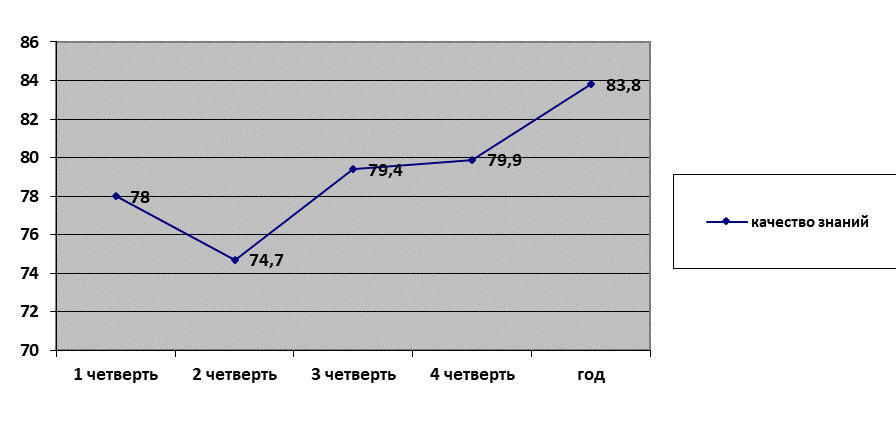 86
84
82
80
78
76
74
72
70
78
74,7
79,4
79,9
83,8
1 четверть
2 четверть
3 четверть
4 четверть
год
качество знаний